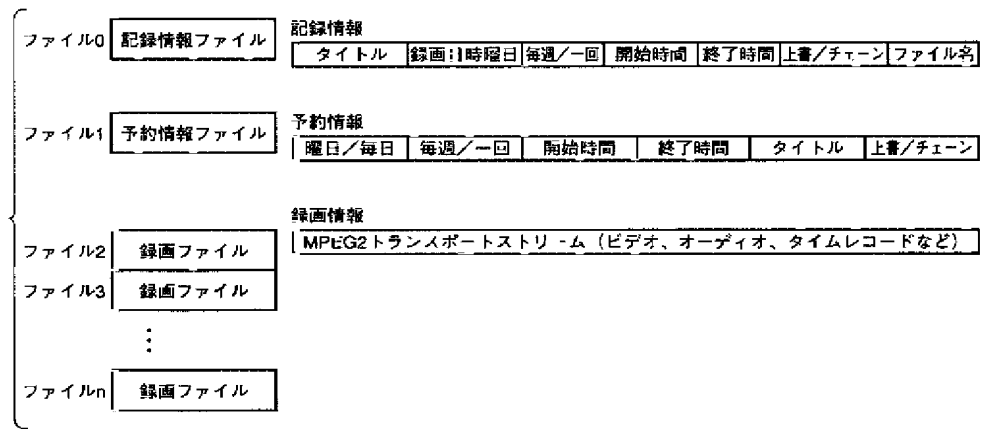 記録情報
ファイル0 記録情報ファイル タイトル 録画日時曜日 毎週/一回 開始時間 終了時間 上書/チェーン ファイル名
予約情報
ファイル1 予約情報ファイル 曜日/毎日 毎週/一回 開始時間 終了時間 タイトル 上書/チェーン
録画情報
ファイル2 録画ファイル MPEG2トランスポートストリーム(ビデオ、オーディオ、タイムレコードなど)
ファイル3 録画ファイル
⋮
ファイルn 録画ファイル